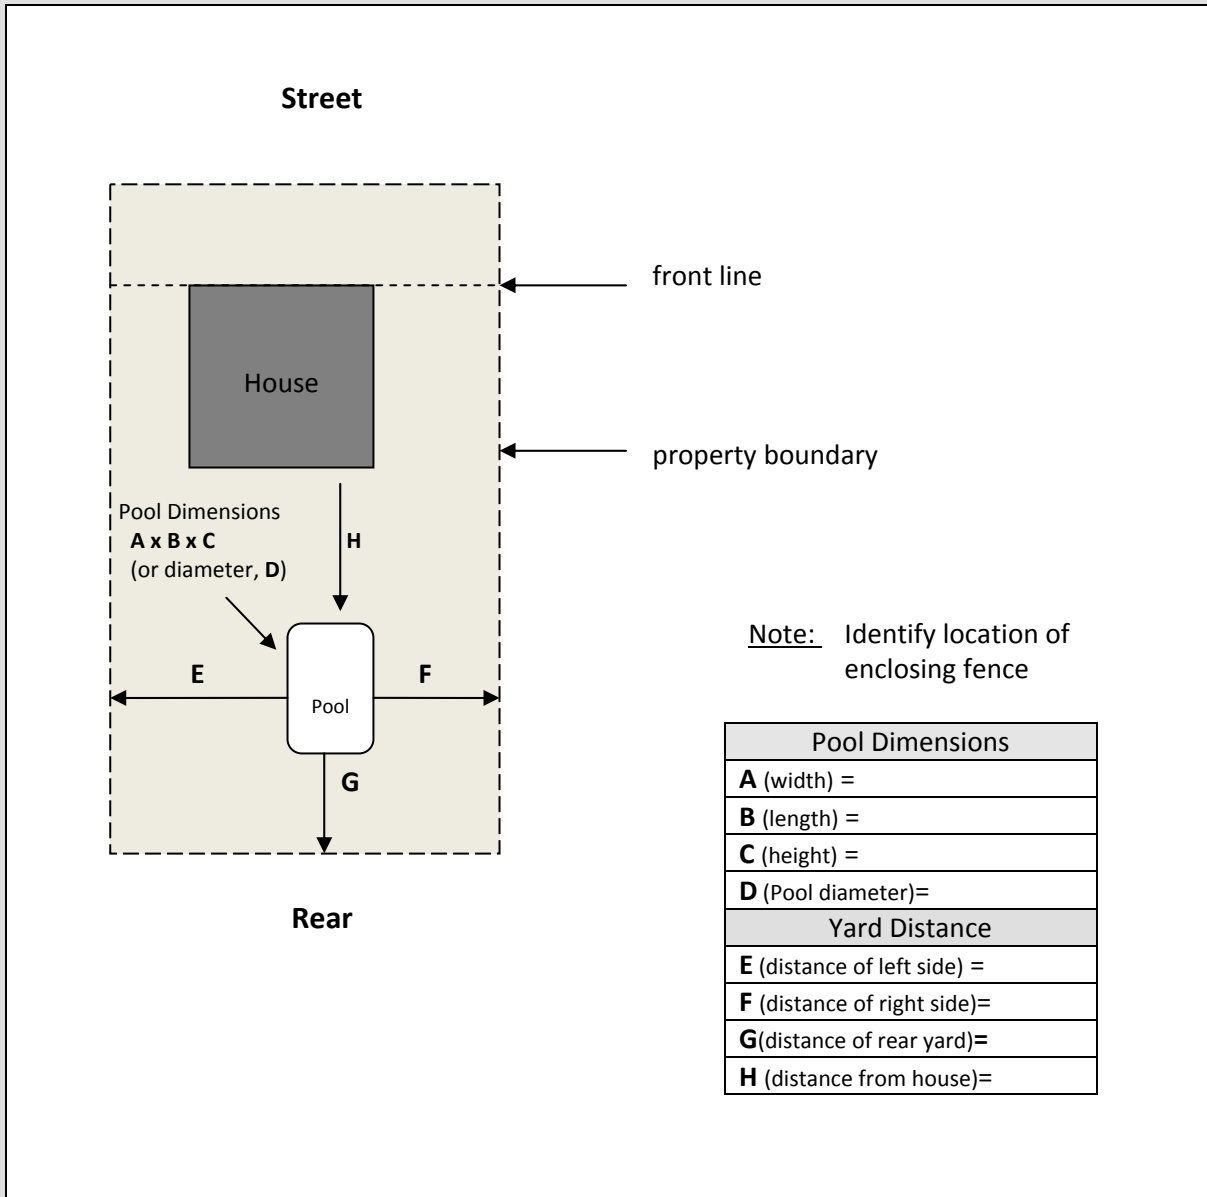 Street
front line
House
property boundary
Pool Dimensions
A x B x C
(or diameter, D)
H
E
F
Pool
G
Rear
Note: Identify location of
enclosing fence
Pool Dimensions
A (width) =
B (length) =
C (height) =
D (Pool diameter)=
Yard Distance
E (distance of left side) =
F (distance of right side)=
G(distance of rear yard)=
H (distance from house)=